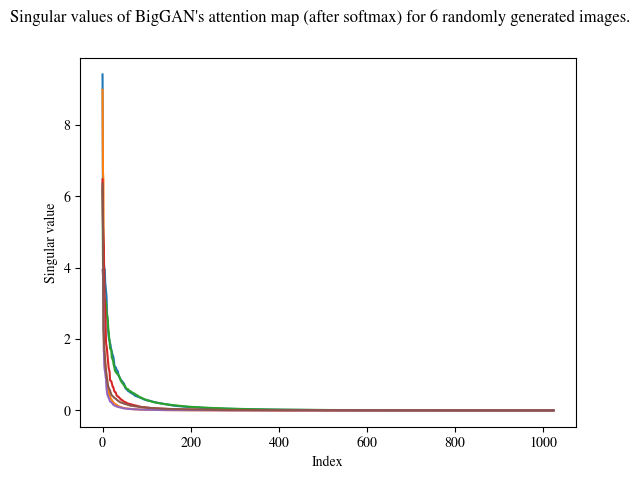 Singular values of BigGAN's attention map (after softmax) for 6 randomly generated images.
8
6
4
2
0
Singular value
0 200 400 600 800 1000
Index